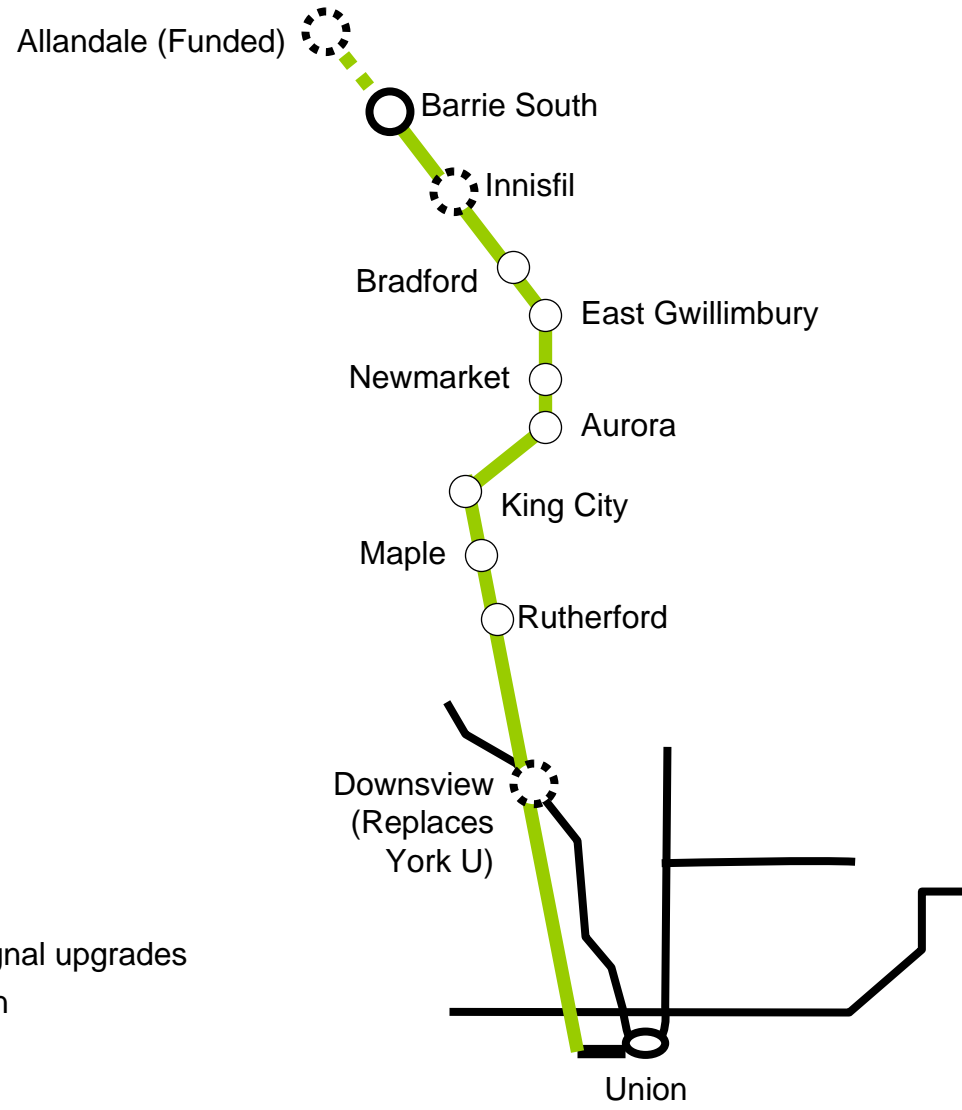 Allandale (Funded)
Barrie South
Innisfil
Bradford
East Gwillimbury
Newmarket
Aurora
King City
Maple
Rutherford
Downsview
(Replaces
York U)
upgrades
Union